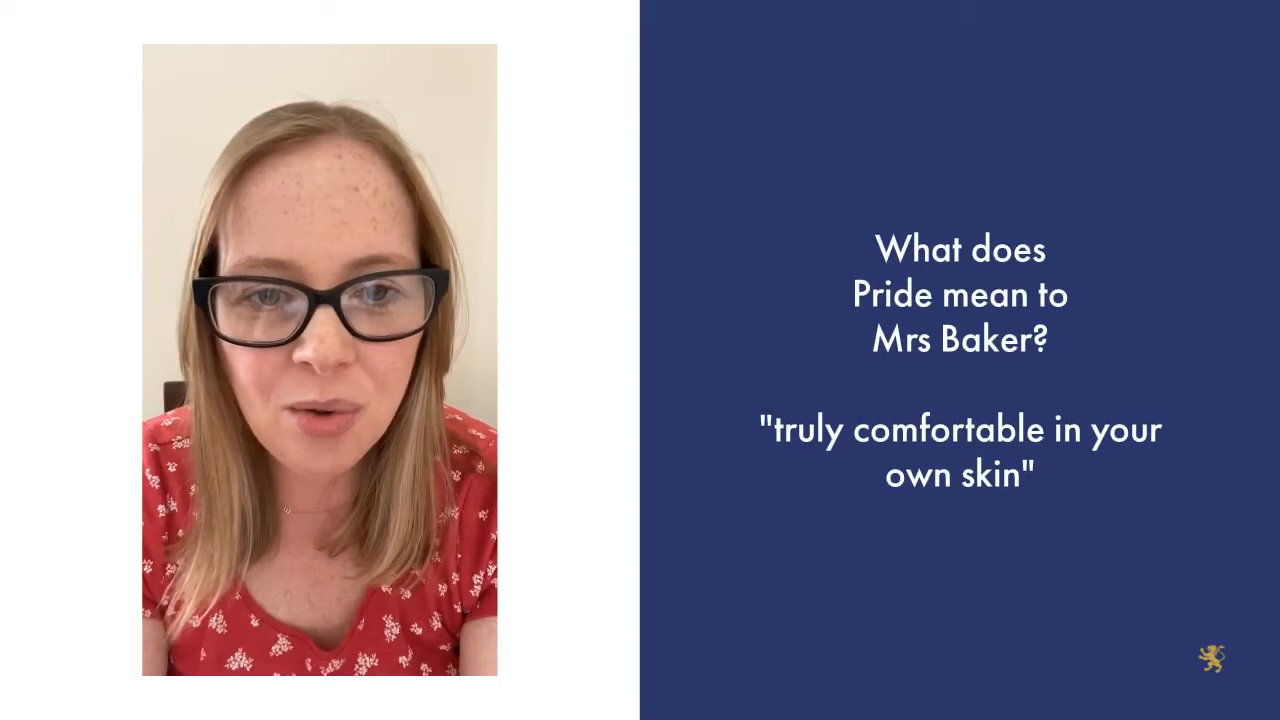 What does
Pride mean to
Mrs Baker?
"truly comfortable in your
own skin"